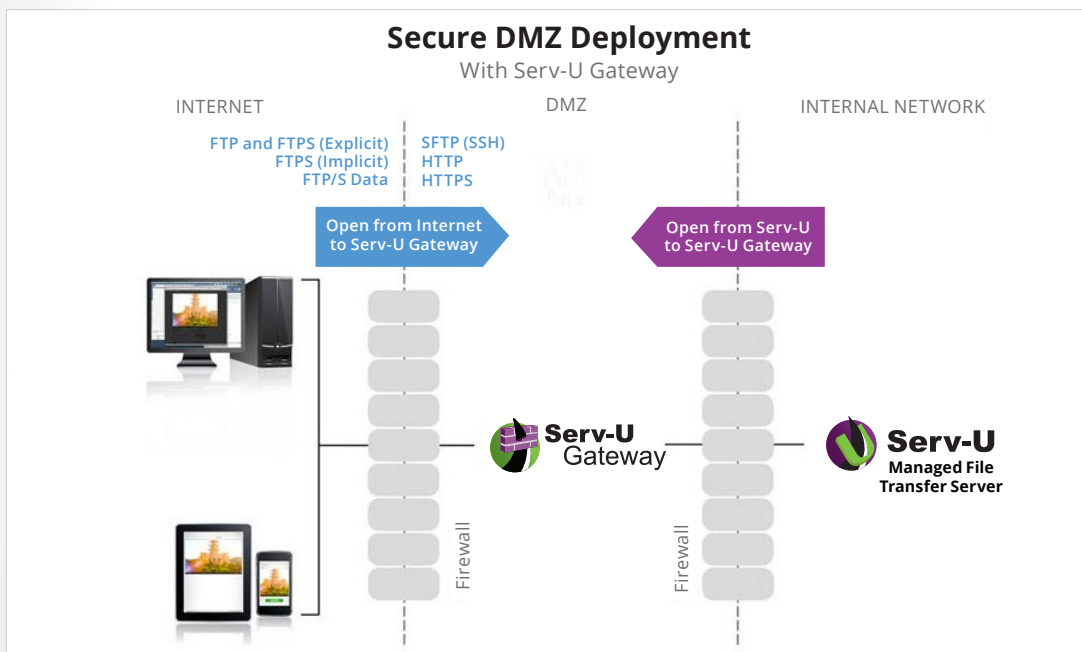 Secure DMZ Deployment
With Serv-U Gateway
INTERNET
DMZ
INTERNAL NETWORK
FTP and FTPS (Explicit)
FTPS (Implicit)
FTP/S Data
SFTP (SSH)
HTTP
HTTPS
Open from Internet
to Serv-U Gateway
Open from Serv-U
to Serv-U Gateway
Serv-U
Gateway
Serv-U
Managed File
Transfer Server
Firewall
Firewall